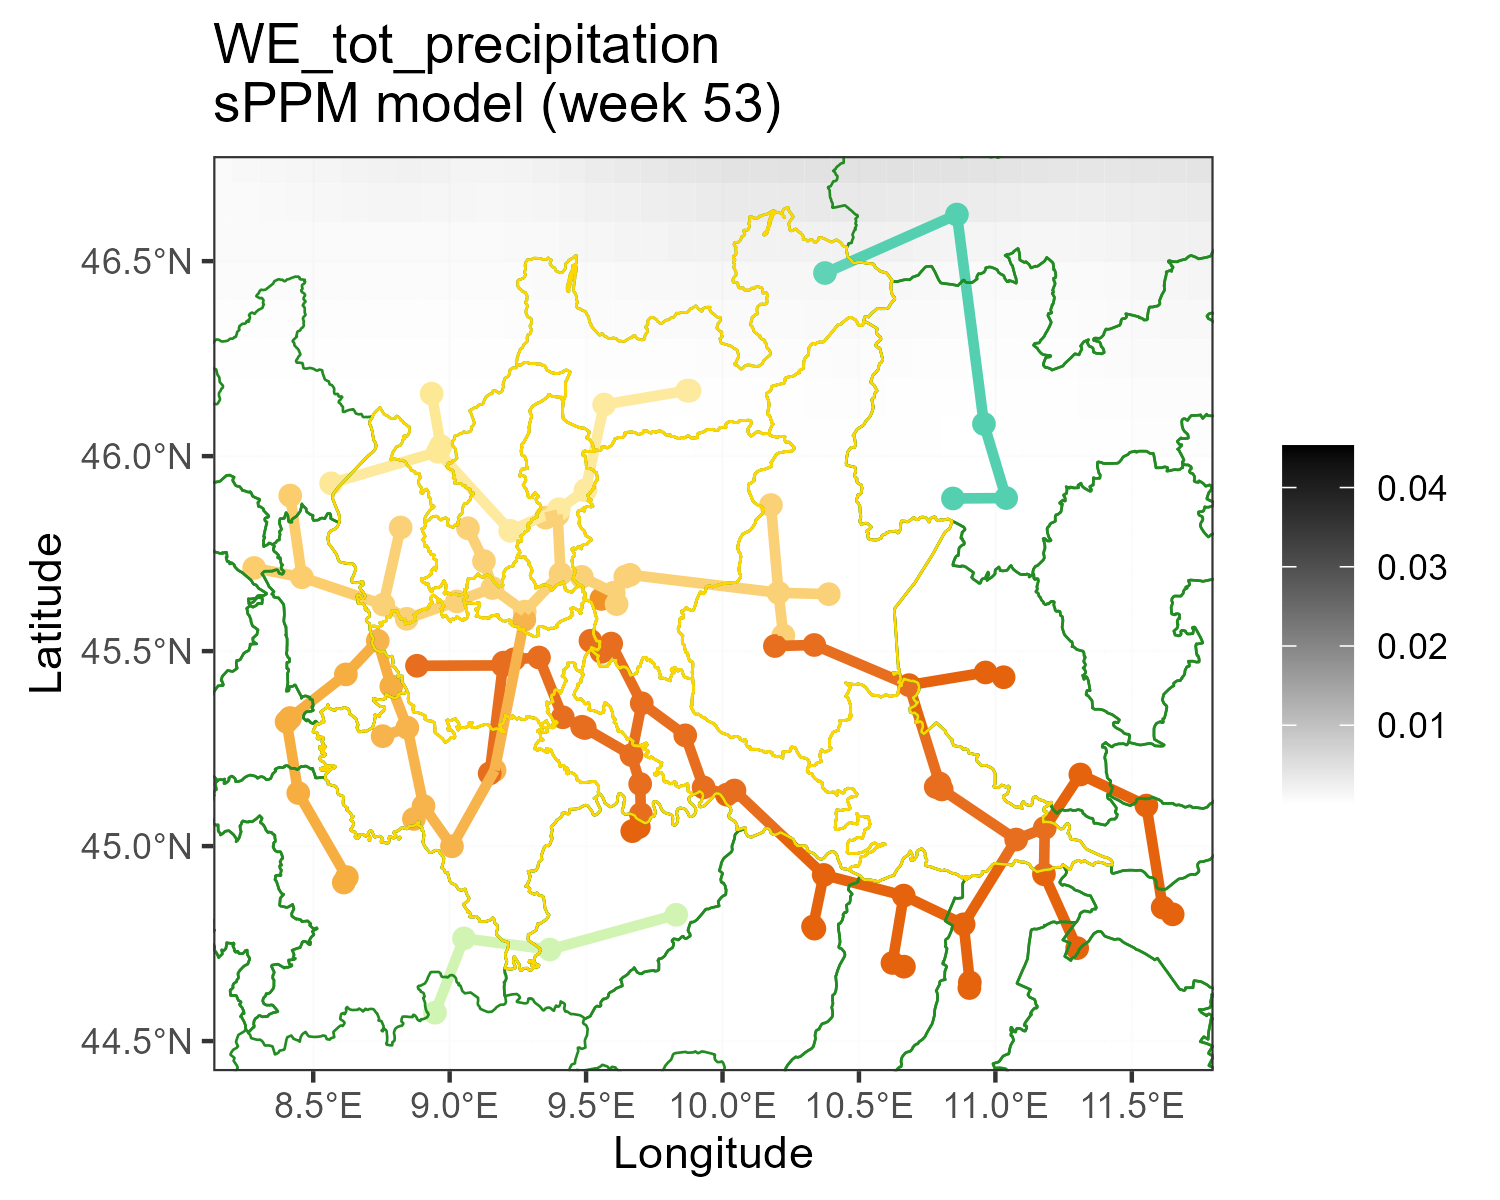 WE_tot_precipitation
sPPM model (week 53)
46.5°N
46.0°N
45.5°N
45.0°N
44.5°N
Latitude
8.5°E 9.0°E 9.5°E 10.0°E 10.5°E 11.0°E 11.5°E
Longitude
0.04
0.03
0.02
0.01